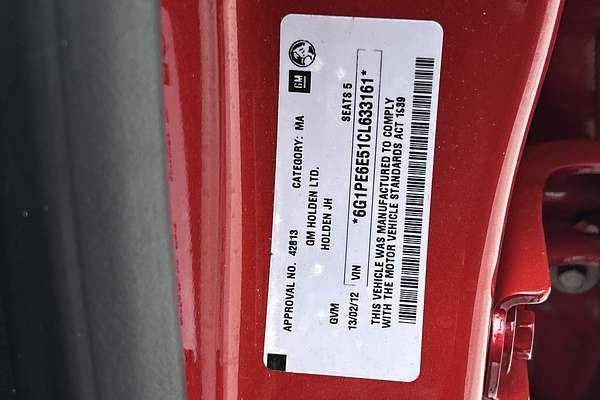 GM
APPROVAL NO. 42813 CATEGORY: MA
GM HOLDEN LTD.
HOLDEN JH
GVM SEATS 5
13/02/12 VIN *6G1PE6E51CL633161*
THIS VEHICLE WAS MANUFACTURED TO COMPLY
WITH THE MOTOR VEHICLE STANDARDS ACT 1989